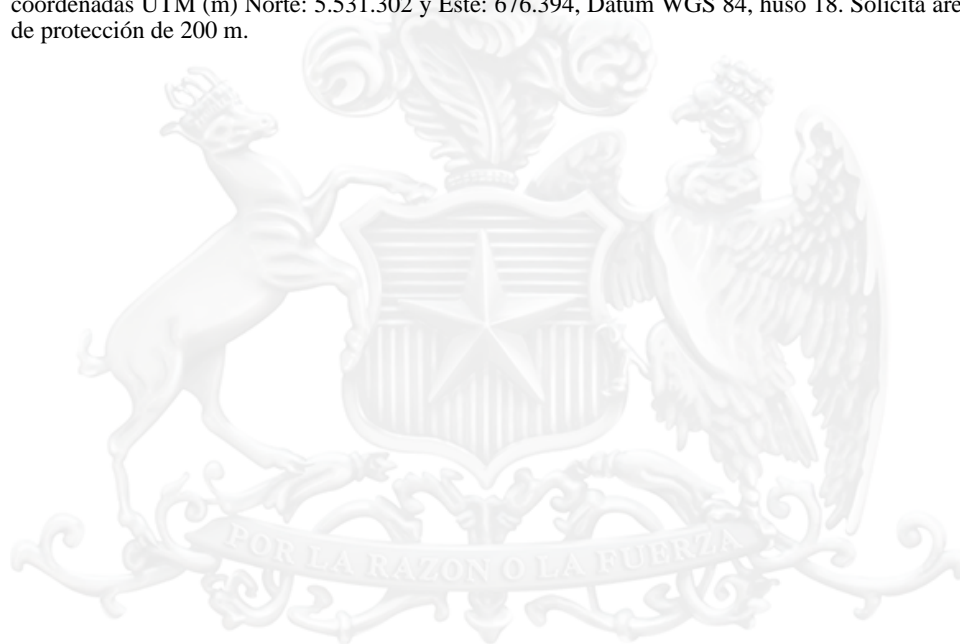 coordenadas UTM (m) Norte: 5.531.302 y Este: 676.394, Datum WGS 84, huso 18. Solicita áre
de protección de 200 m.
POR LA RAZON O LA FUERZA